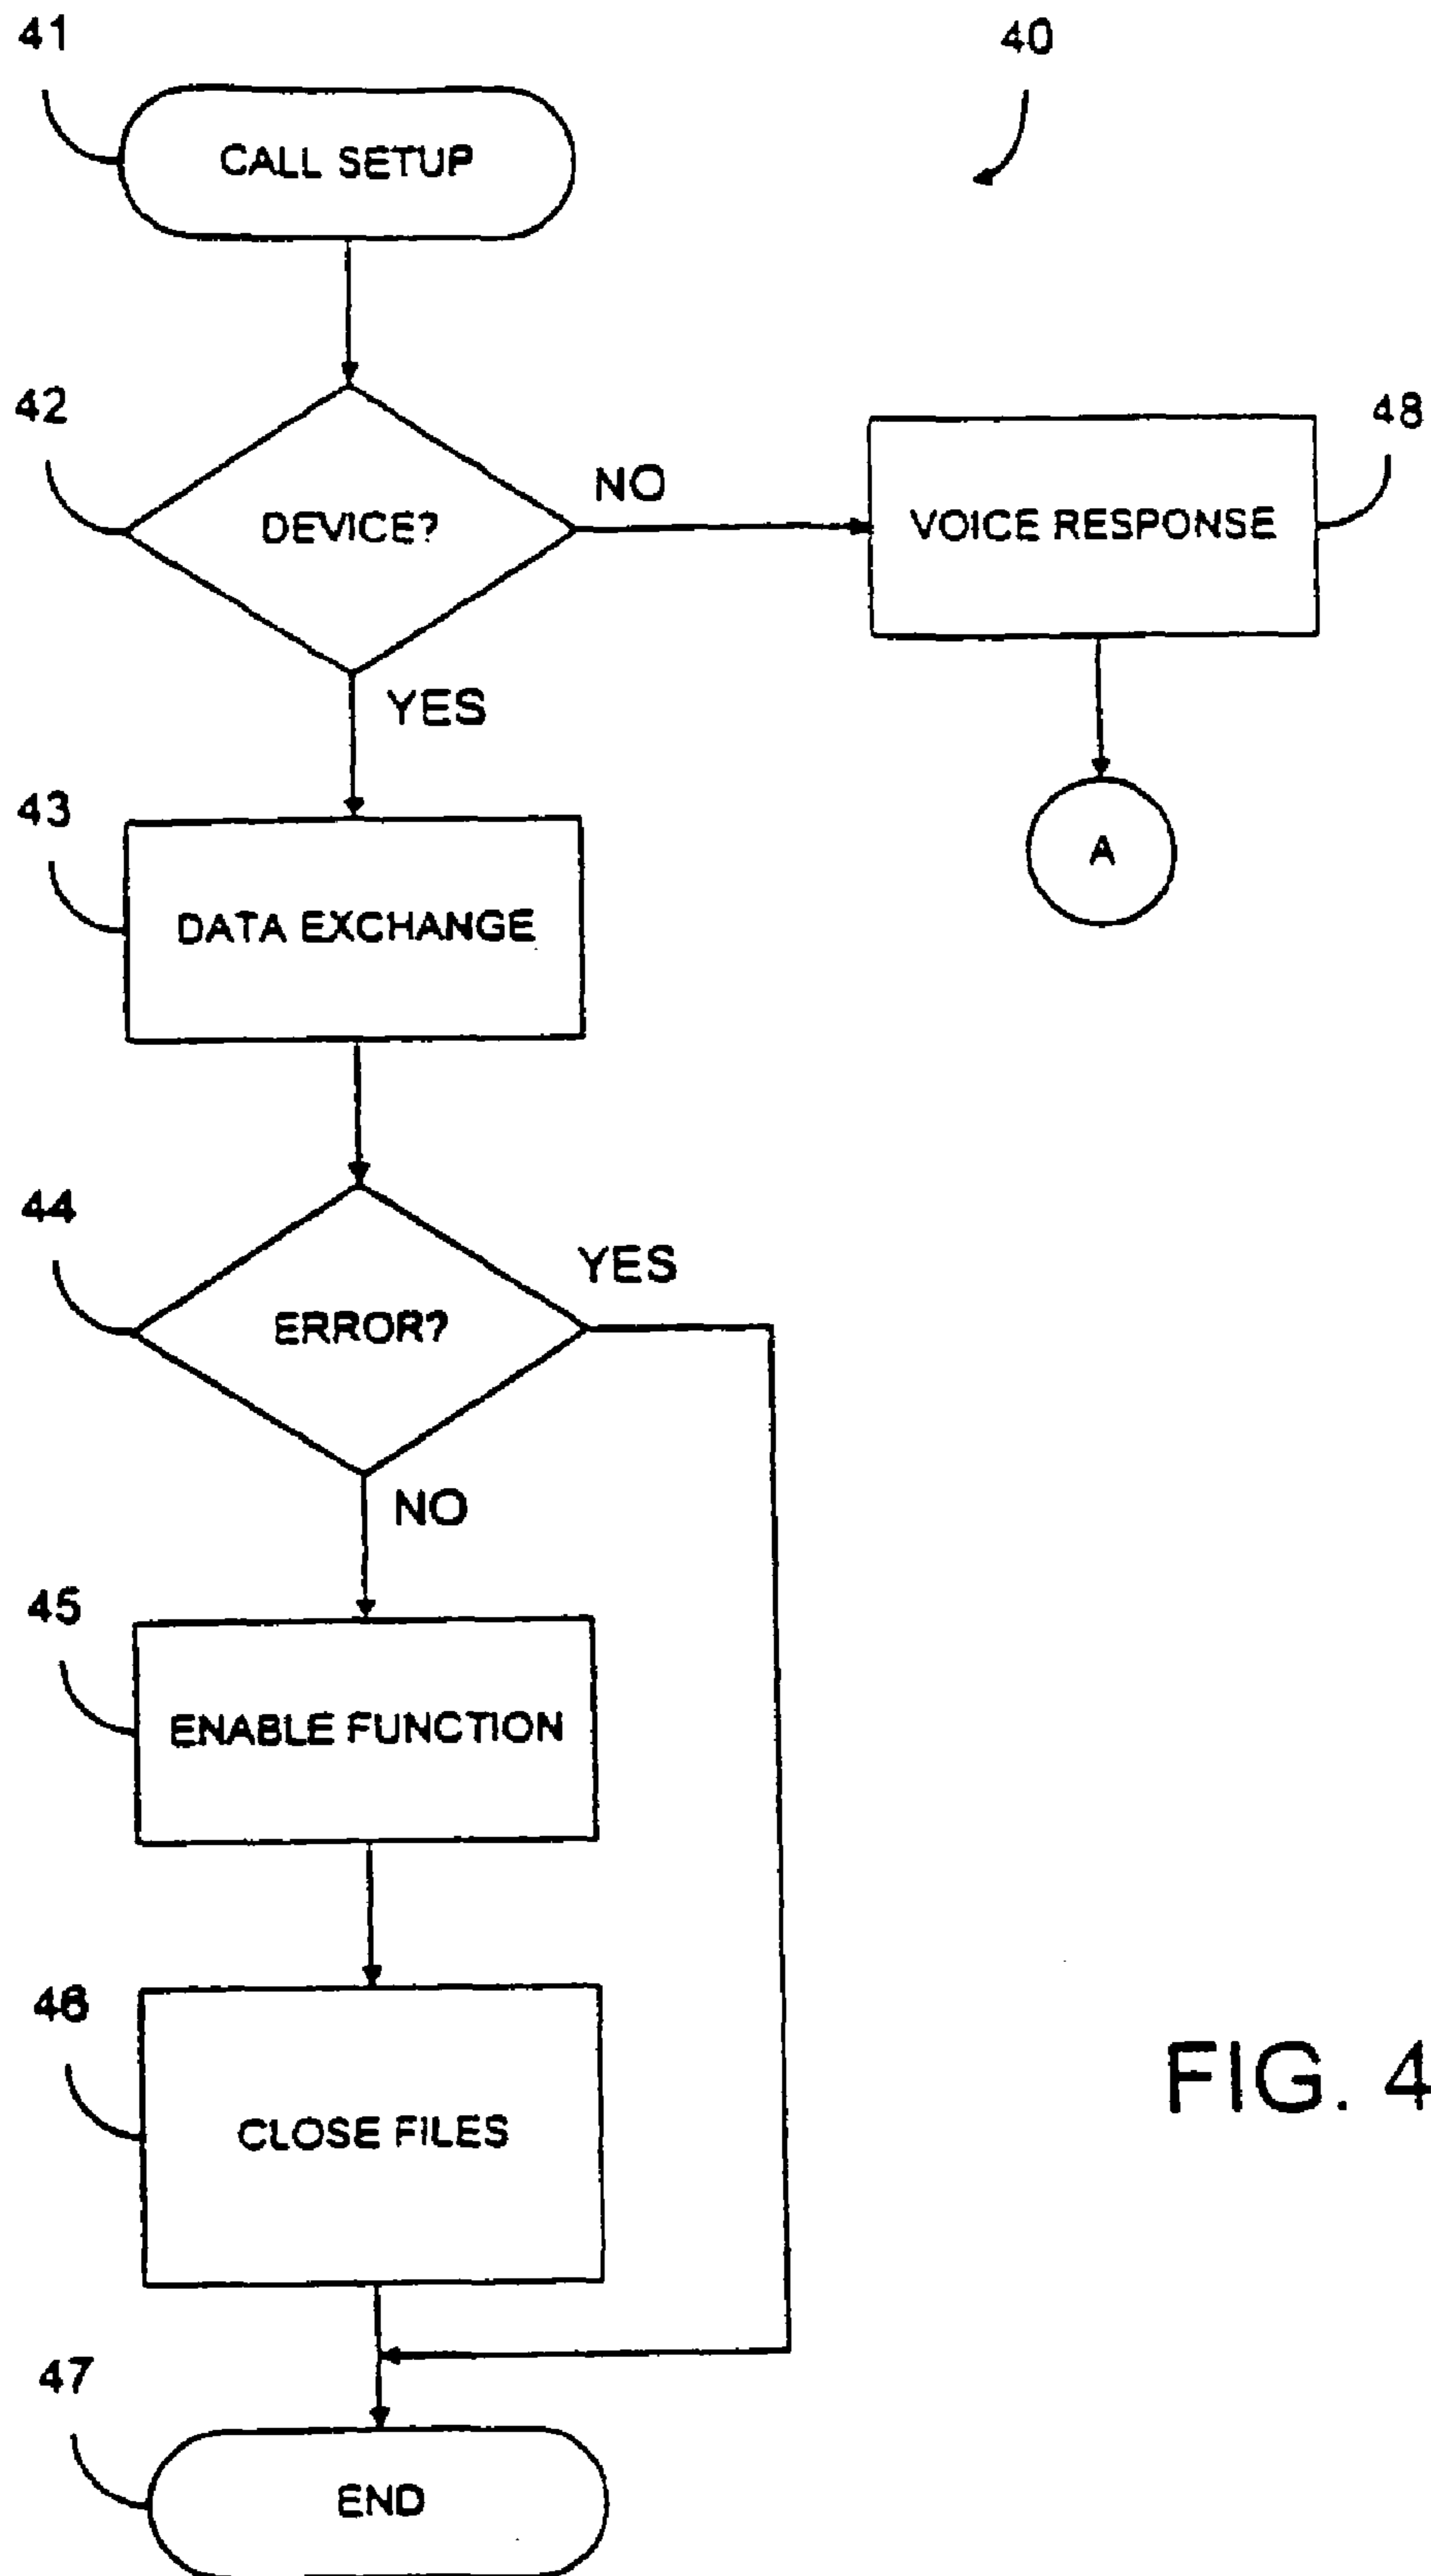 41
40
CALL SETUP
42
DEVICE?
NO
48
VOICE RESPONSE
YES
A
43
DATA EXCHANGE
44
ERROR?
YES
NO
45
ENABLE FUNCTION
46
CLOSE FILES
FIG. 4
47
END